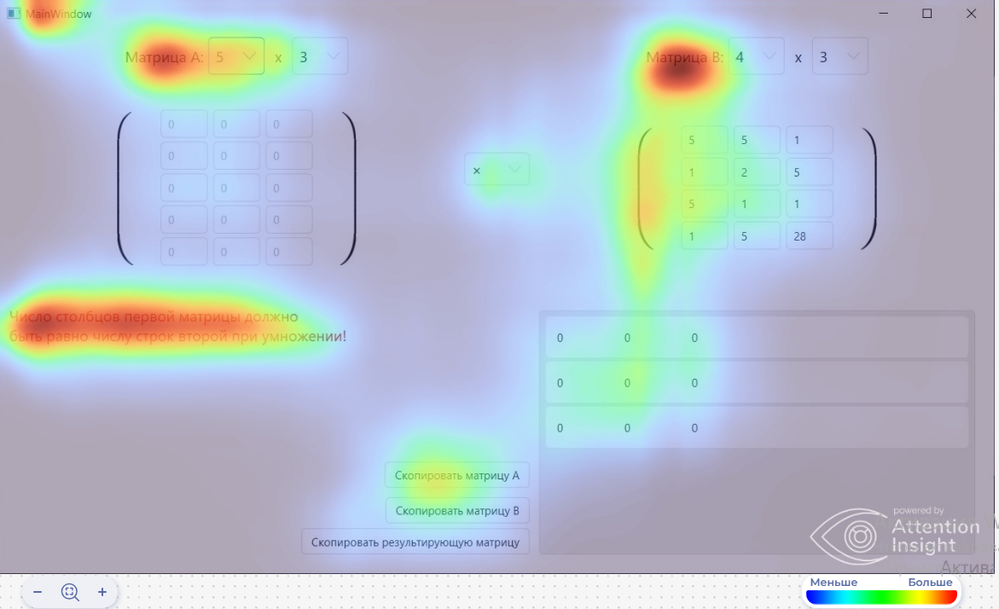 MainWindow
Матрица A: 5 x 3
Матрица B: 4 x 3
0 0 0
0 0 0
0 0 0
0 0 0
0 0 0
×
5 5 1
1 2 5
5 1 1
1 5 28
Число столбцов первой матрицы должно
быть равно числу строк второй при умножении!
0 0 0
0 0 0
0 0 0
Скопировать матрицу A
Скопировать матрицу B
Скопировать результирующую матрицу
powered by
Attention
Insight
Меньше Больше